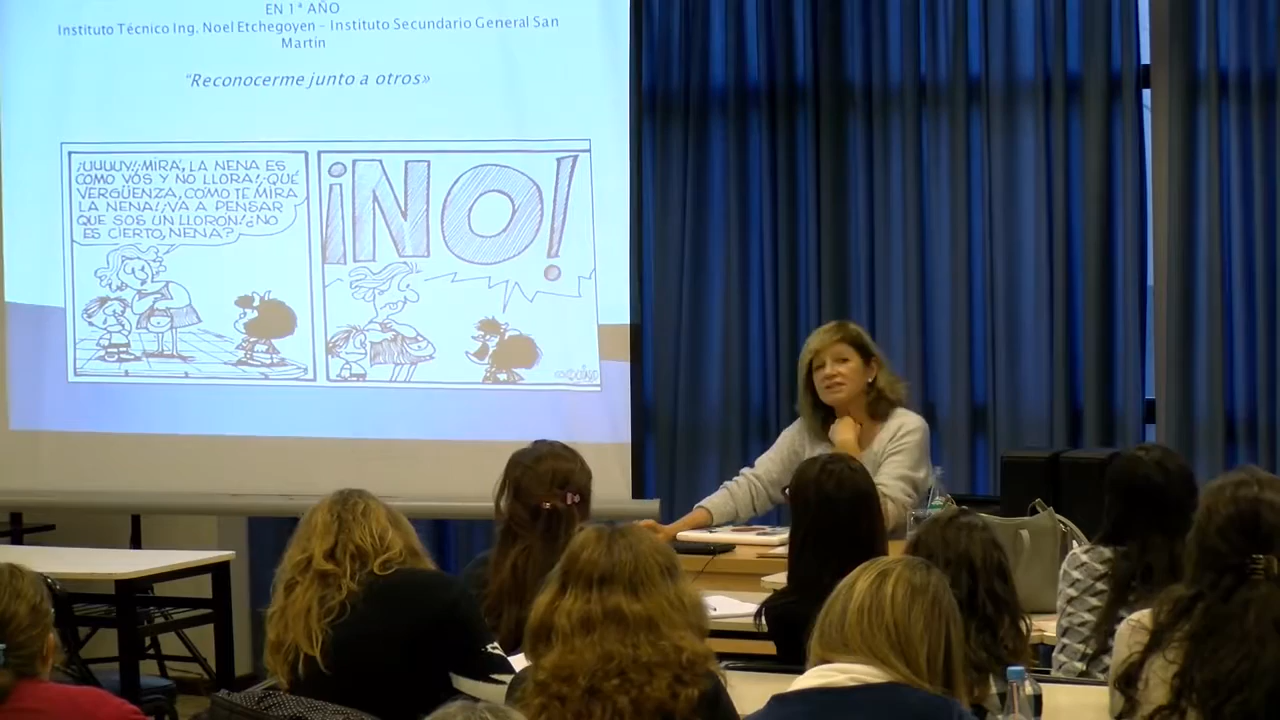 EN 1ª AÑO
Instituto Técnico Ing. Noel Etchegoyen - Instituto Secundario General San
Martín
"Reconocerme junto a otros»
¡UUUUY!¡MIRÁ, LA NENA ES
COMO VOS Y NO LLORA!¡QUÉ
VERGÜENZA, CÓMO TE MIRA
LA NENA!¡VA A PENSAR
QUE SOS UN LLORÓN!¿NO
ES CIERTO, NENA?
¡NO!